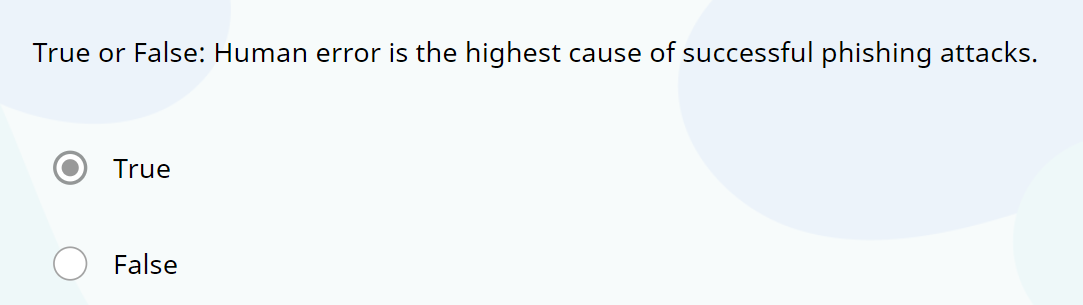 True or False: Human error is the highest cause of successful phishing attacks.
True
False